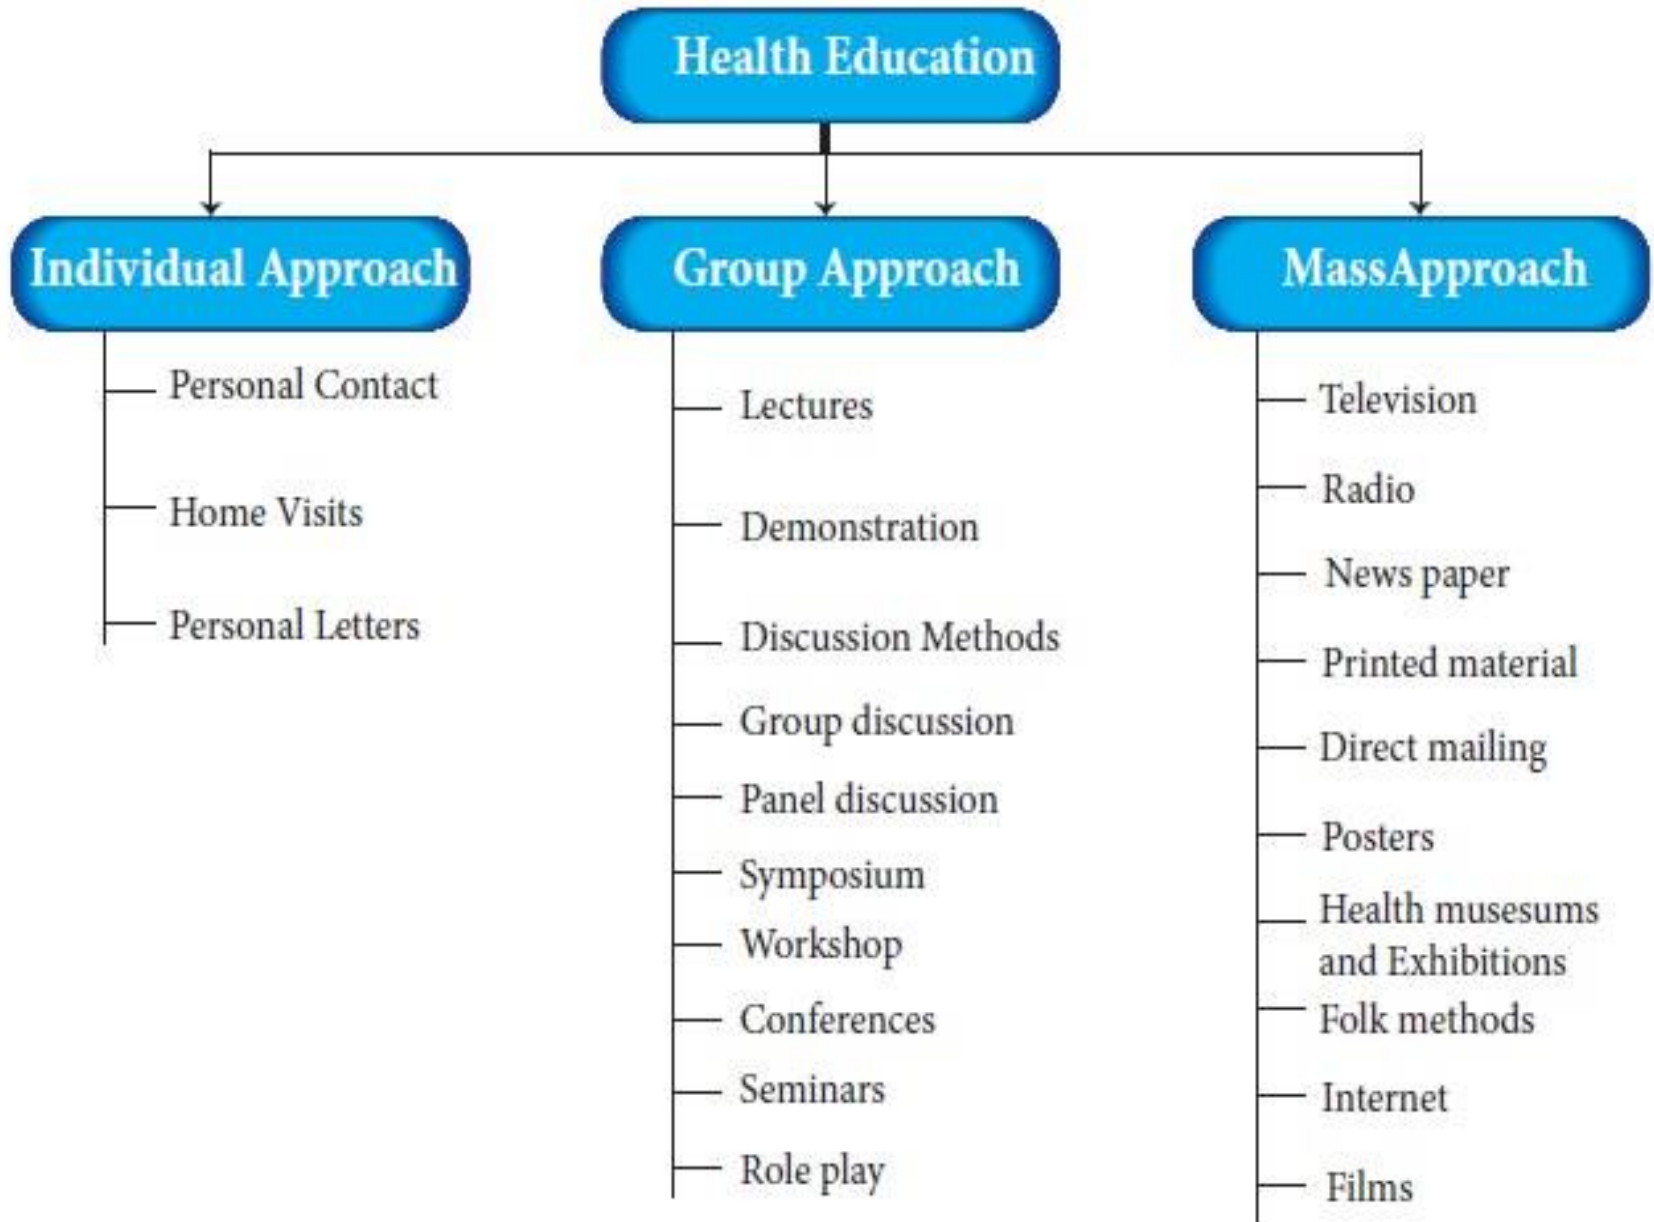 Health Education
Individual Approach
Personal Contact
Home Visits
Personal Letters
Group Approach
Lectures
Demonstration
Discussion Methods
Group discussion
Panel discussion
Symposium
Workshop
Conferences
Seminars
Role play
MassApproach
Television
Radio
News paper
Printed material
Direct mailing
Posters
Health musesums
and Exhibitions
Folk methods
Internet
Films